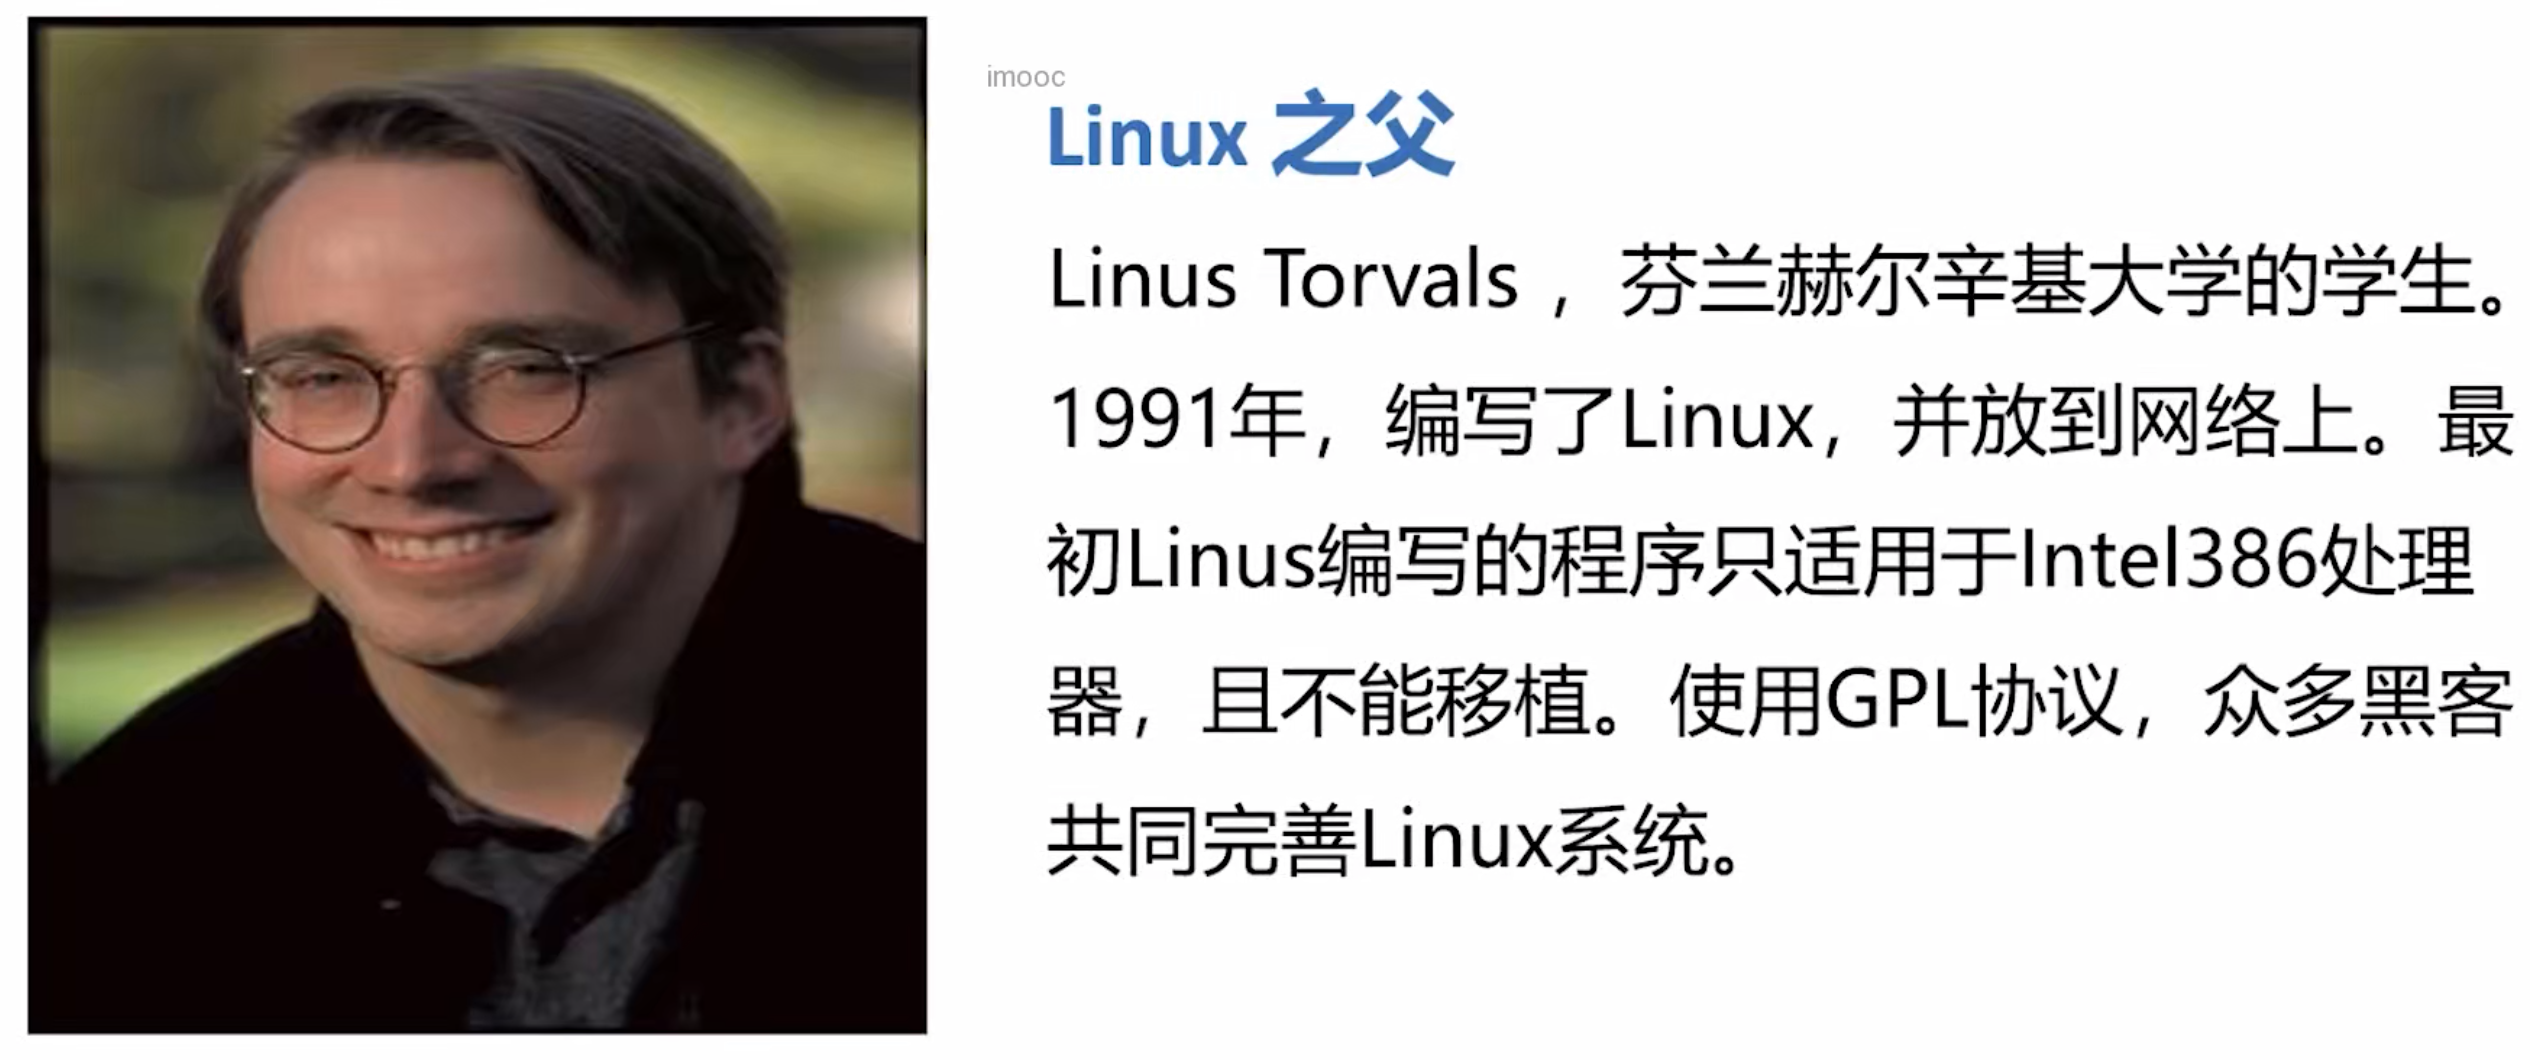 imooc
Linux 之父
Linus Torvals ，芬兰赫尔辛基大学的学生。
1991年，编写了Linux，并放到网络上。最
初Linus编写的程序只适用于Intel386处理
器，且不能移植。使用GPL协议，众多黑客
共同完善Linux系统。